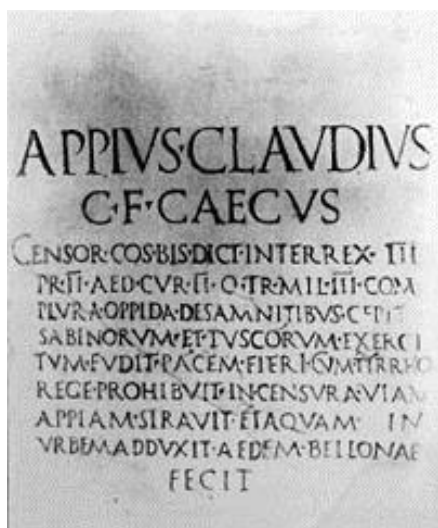 APPIVS·CLAVDIVS
C·F·CAECVS
CENSOR·COS·BIS·DICT·INTERREX·III
PR·II·AED·CVR·II·Q·TR·MIL·III·COM
PLVRA·OPPIDA·DE·SAMNITIBVS·CEPIT
SABINORVM·ET·TVSCORVM·EXERCI
TVM·FVDIT·PACEM·FIERI·CVM·PYRRHO
REGE·PROHIBVIT·IN·CENSVRA·VIAM
APPIAM·STRAVIT·ET·AQVAM·IN
VRBEM·ADDVXIT·AEDEM·BELLONAE
FECIT